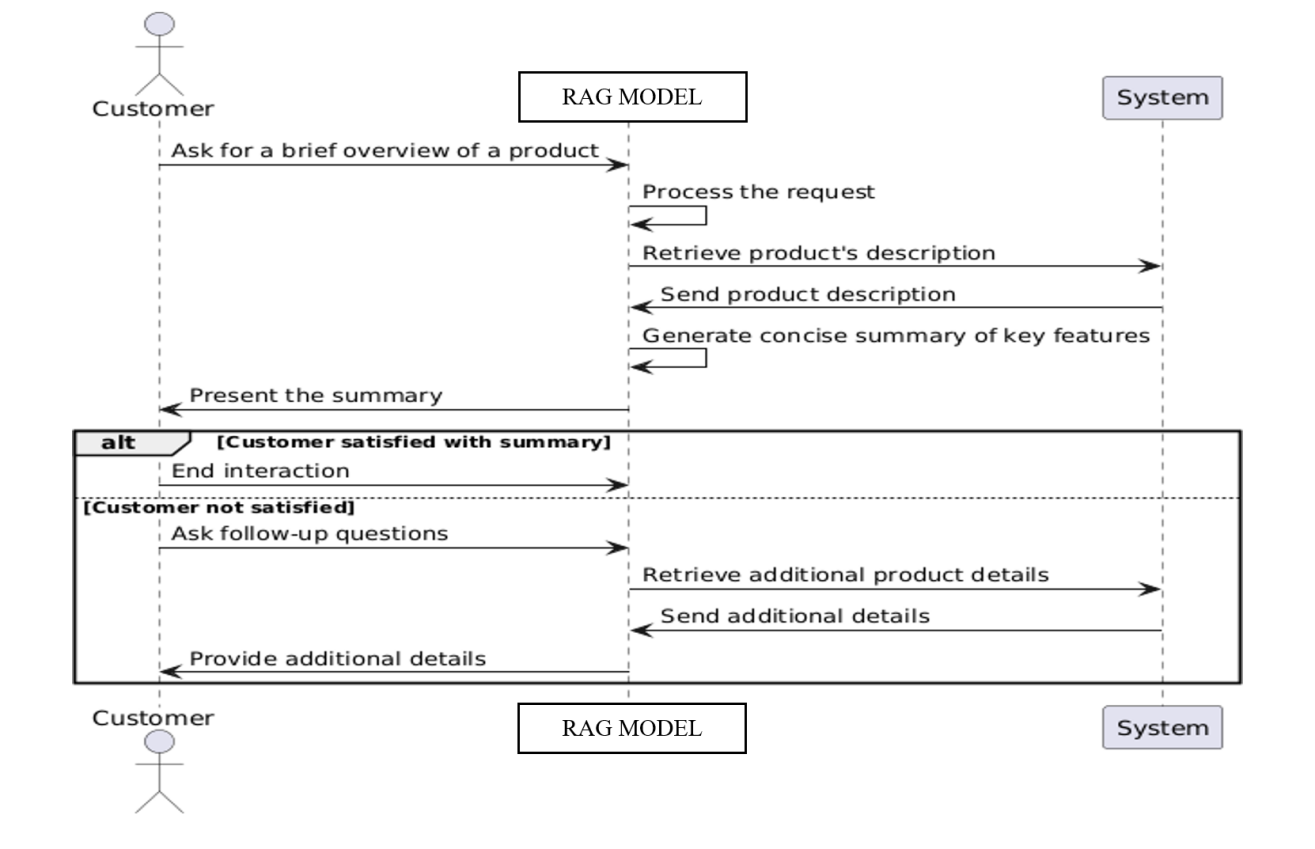 Customer
RAG MODEL
System
Ask for a brief overview of a product
Process the request
Retrieve product's description
Send product description
Generate concise summary of key features
Present the summary
alt
[Customer satisfied with summary]
End interaction
[Customer not satisfied]
Ask follow-up questions
Retrieve additional product details
Send additional details
Provide additional details
Customer
RAG MODEL
System